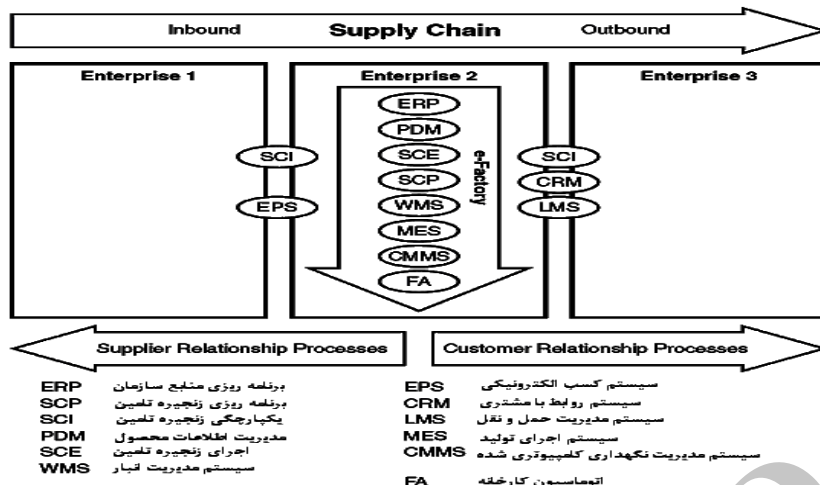 Inbound Supply Chain Outbound
Enterprise 1 Enterprise 2 Enterprise 3
ERP
PDM
SCE
SCP
WMS
MES
CMMS
FA
e-Factory
SCI
EPS
SCI
CRM
LMS
Supplier Relationship Processes Customer Relationship Processes
ERP برنامه ریزی منابع سازمان
SCP برنامه ریزی زنجیره تامین
SCI یکپارچگی زنجیره تامین
PDM مدیریت اطلاعات محصول
SCE اجرای زنجیره تامین
WMS سیستم مدیریت انبار
EPS سیستم کسب الکترونیکی
CRM سیستم روابط با مشتری
LMS سیستم مدیریت حمل و نقل
MES سیستم اجرای تولید
CMMS سیستم مدیریت نگهداری کامپیوتری شده
FA اتوماسیون کارخانه